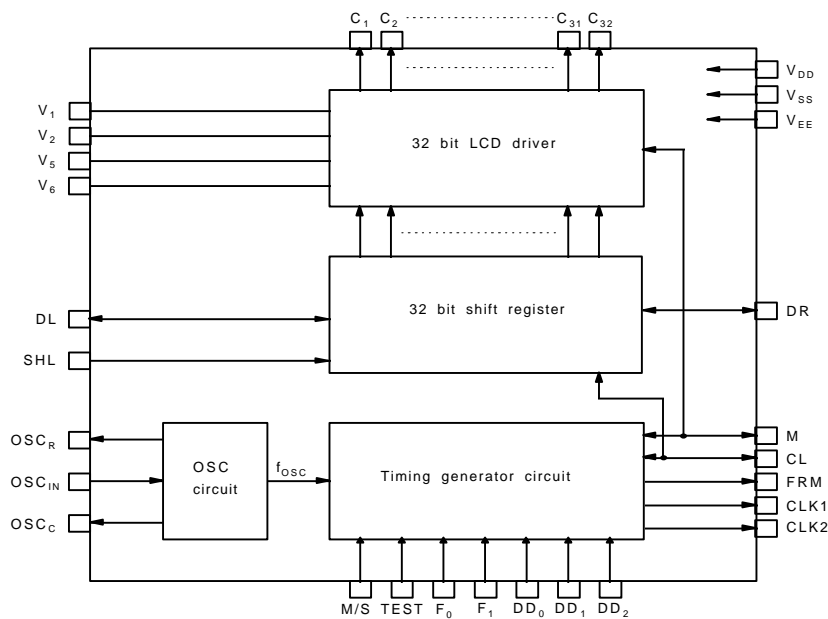 C1 C2 C31 C32
VDD
VSS
VEE
V1
V2
V5
V6
32 bit LCD driver
32 bit shift register
DL
SHL
DR
OSCR
OSCIN
OSCC
OSC
circuit
fOSC
Timing generator circuit
M
CL
FRM
CLK1
CLK2
M/S TEST F0 F1 DD0 DD1 DD2